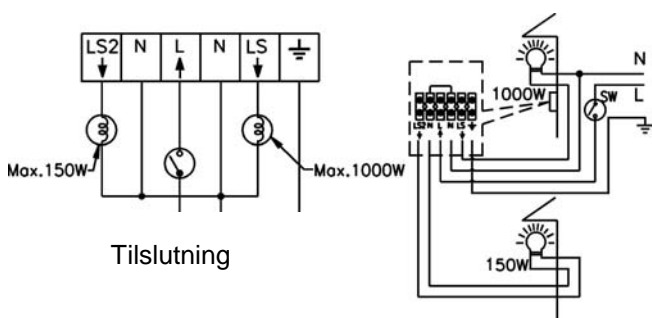 LS2 N L N LS
Max.150W
Max.1000W
Tilslutning
N
1000W
SW
L
LS2 N L N LS
150W